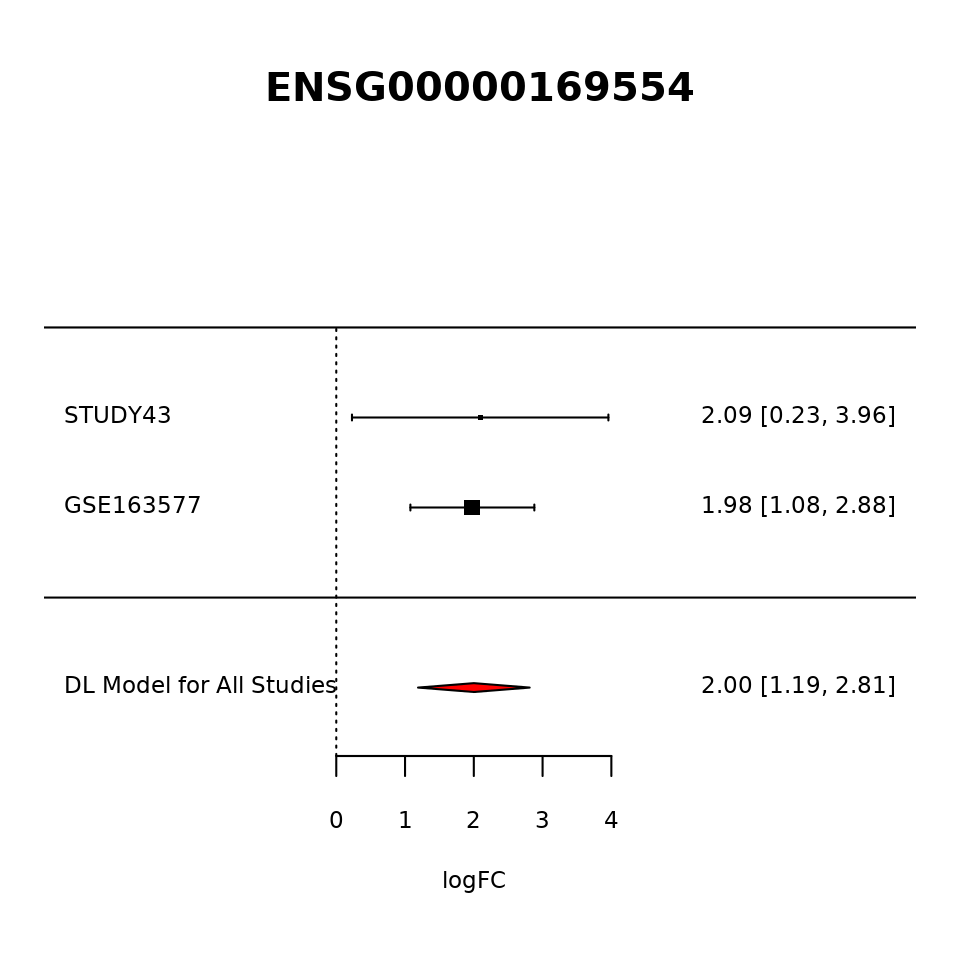 ENSG00000169554
STUDY43 2.09 [0.23, 3.96]
GSE163577 1.98 [1.08, 2.88]
DL Model for All Studies 2.00 [1.19, 2.81]
0 1 2 3 4
logFC